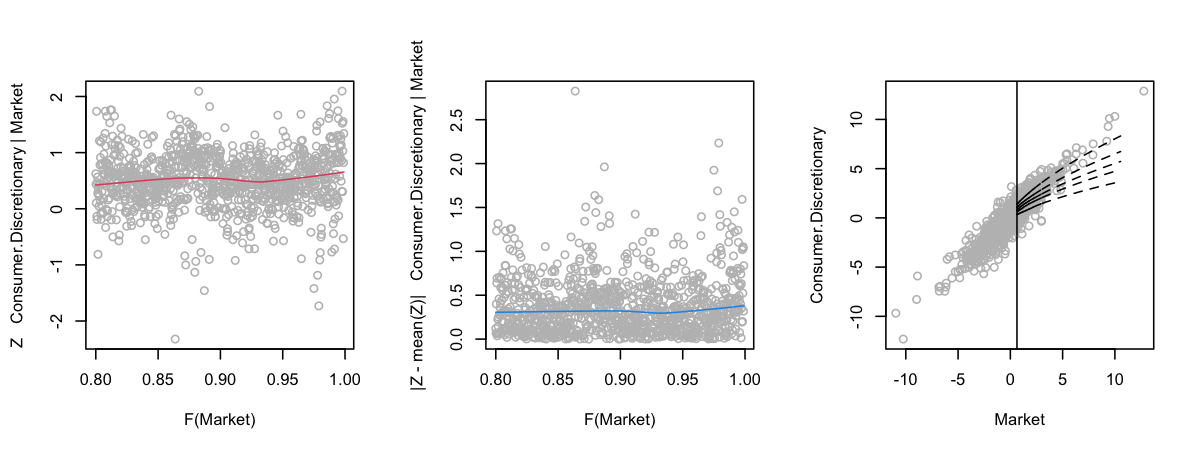 Z   Consumer.Discretionary | Market
2
1
0
-1
-2
0.80 0.85 0.90 0.95 1.00
F(Market)
|Z - mean(Z)|   Consumer.Discretionary | Market
2.5
2.0
1.5
1.0
0.5
0.0
0.80 0.85 0.90 0.95 1.00
F(Market)
Consumer.Discretionary
10
5
0
-5
-10
-10 -5 0 5 10
Market